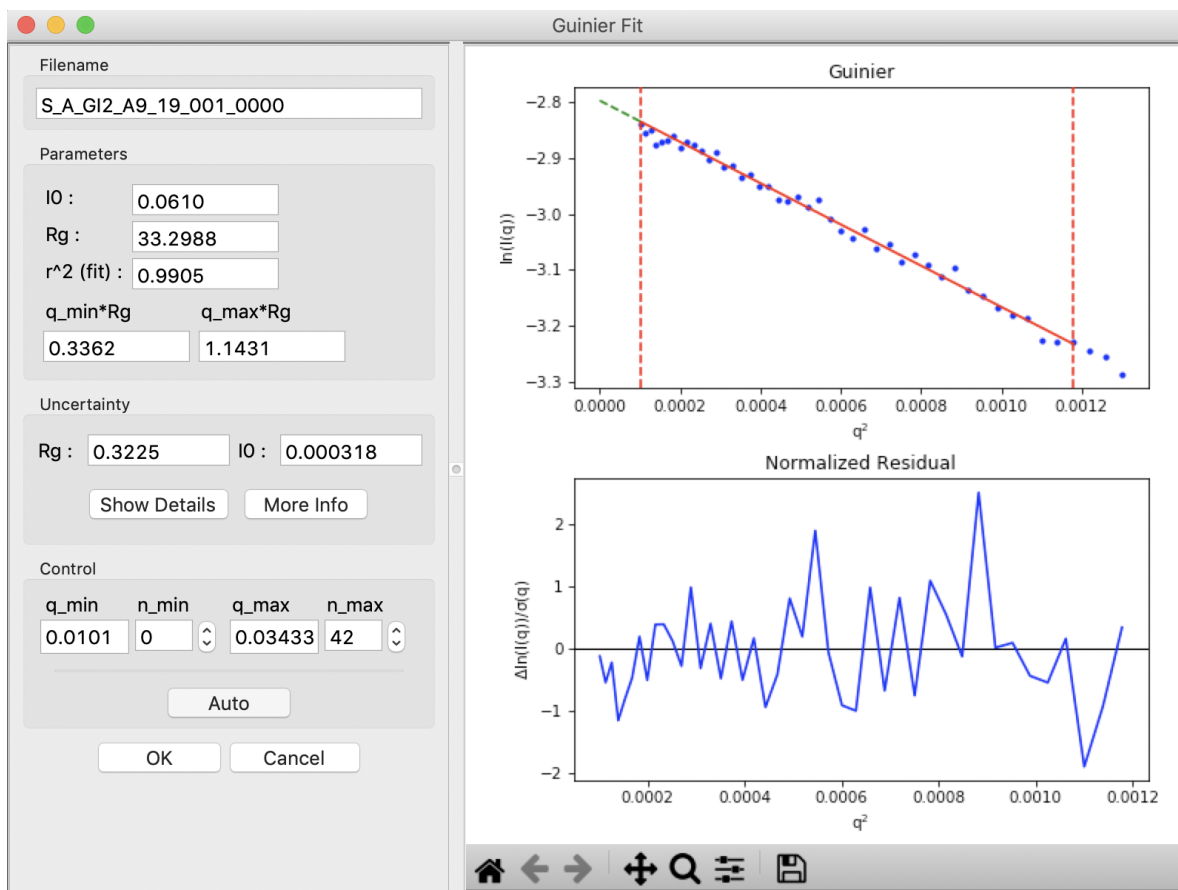 Guinier Fit
Filename
S_A_GI2_A9_19_001_0000
Parameters
I0 : 0.0610
Rg : 33.2988
r^2 (fit) : 0.9905
q_min*Rg q_max*Rg
0.3362 1.1431
Uncertainty
Rg : 0.3225 I0 : 0.000318
Show Details More Info
Control
q_min n_min q_max n_max
0.0101 0 0.03433 42
Auto
OK Cancel
Guinier
−2.8
−2.9
−3.0
−3.1
−3.2
−3.3
ln(I(q))
0.0000 0.0002 0.0004 0.0006 0.0008 0.0010 0.0012
q²
Normalized Residual
2
1
0
−1
−2
Δln(I(q))/σ(q)
0.0002 0.0004 0.0006 0.0008 0.0010 0.0012
q²